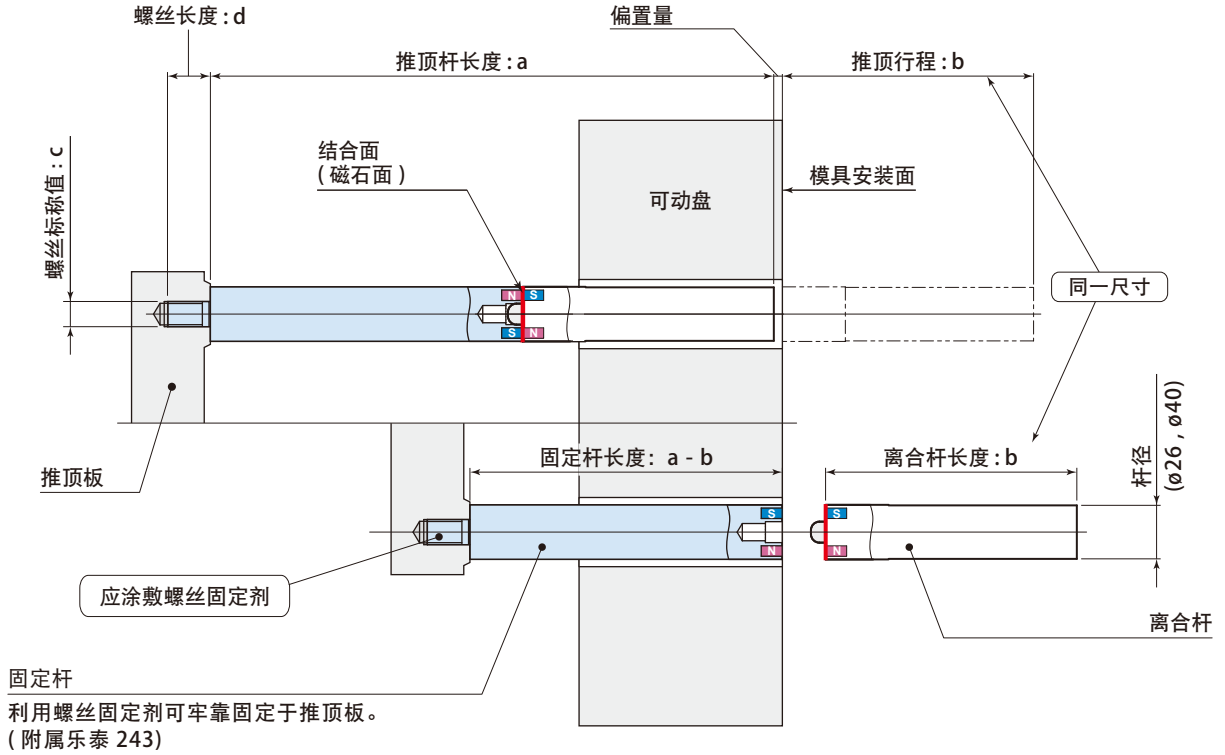 螺丝长度：d
偏置量
推顶杆长度：a
推顶行程：b
螺丝标称值：c
结合面
（磁石面）
可动盘
模具安装面
同一尺寸
N S
S N
推顶板
固定杆长度：a - b
离合杆长度：b
杆径
(ø26 , ø40)
S S
N N
应涂敷螺丝固定剂
离合杆
固定杆
利用螺丝固定剂可牢靠固定于推顶板。
（附属乐泰 243）